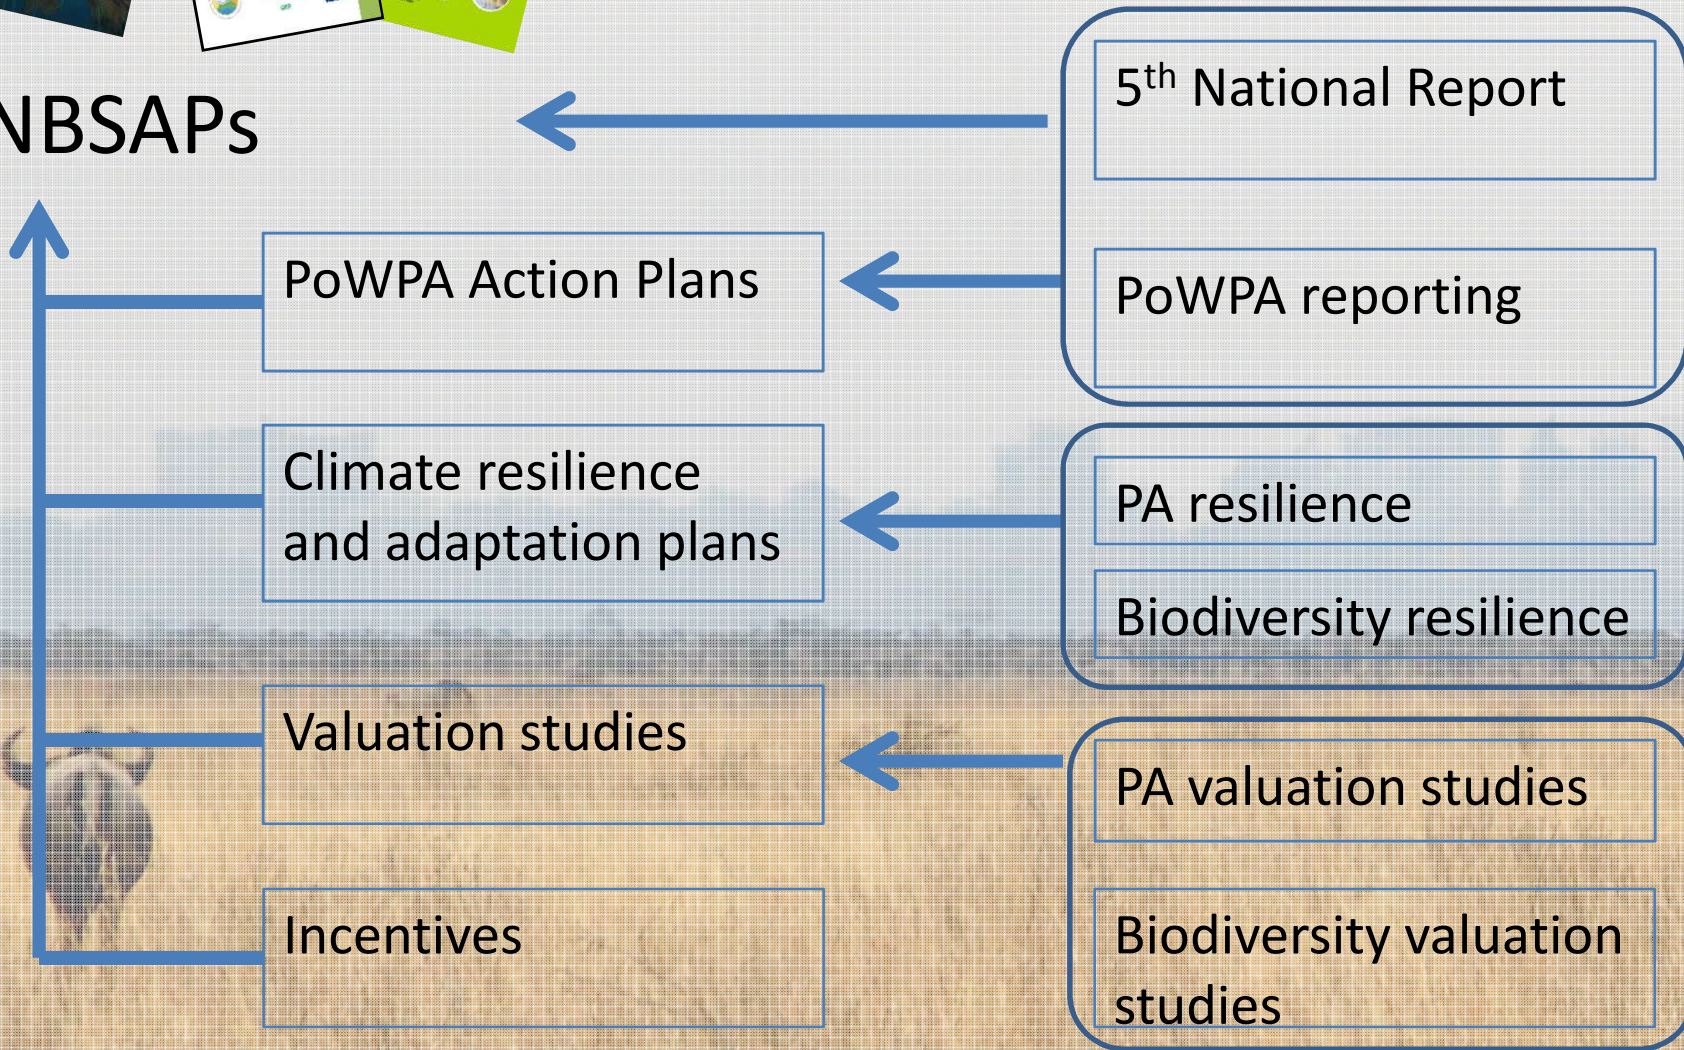 NBSAPs
5th National Report
PoWPA Action Plans
PoWPA reporting
Climate resilience
and adaptation plans
PA resilience
Biodiversity resilience
Valuation studies
PA valuation studies
Incentives
Biodiversity valuation
studies